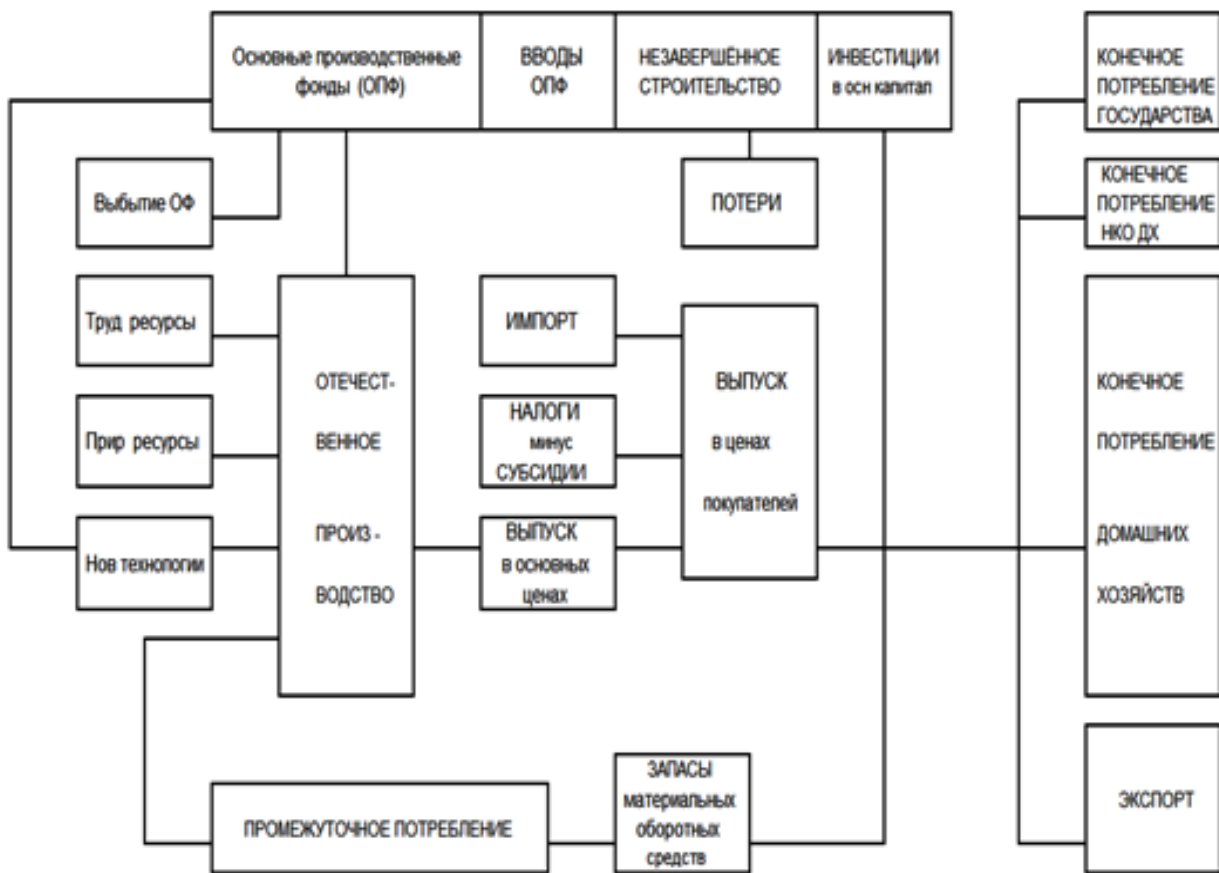 Основные производственные
фонды (ОПФ)
ВВОДЫ
ОПФ
НЕЗАВЕРШЁННОЕ
СТРОИТЕЛЬСТВО
ИНВЕСТИЦИИ
в осн капитал
КОНЕЧНОЕ
ПОТРЕБЛЕНИЕ
ГОСУДАРСТВА
Выбытие ОФ
ПОТЕРИ
КОНЕЧНОЕ
ПОТРЕБЛЕНИЕ
НКО ДХ
Труд ресурсы
Прир ресурсы
Нов технологии
ОТЕЧЕСТ-
ВЕННОЕ
ПРОИЗ -
ВОДСТВО
ИМПОРТ
НАЛОГИ
минус
СУБСИДИИ
ВЫПУСК
в основных
ценах
ВЫПУСК
в ценах
покупателей
КОНЕЧНОЕ
ПОТРЕБЛЕНИЕ
ДОМАШНИХ
ХОЗЯЙСТВ
ПРОМЕЖУТОЧНОЕ ПОТРЕБЛЕНИЕ
ЗАПАСЫ
материальных
оборотных
средств
ЭКСПОРТ